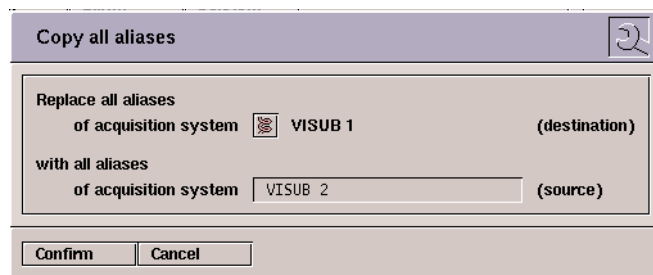 Copy all aliases
Replace all aliases
of acquisition system VISUB 1 (destination)
with all aliases
of acquisition system VISUB 2 (source)
Confirm Cancel